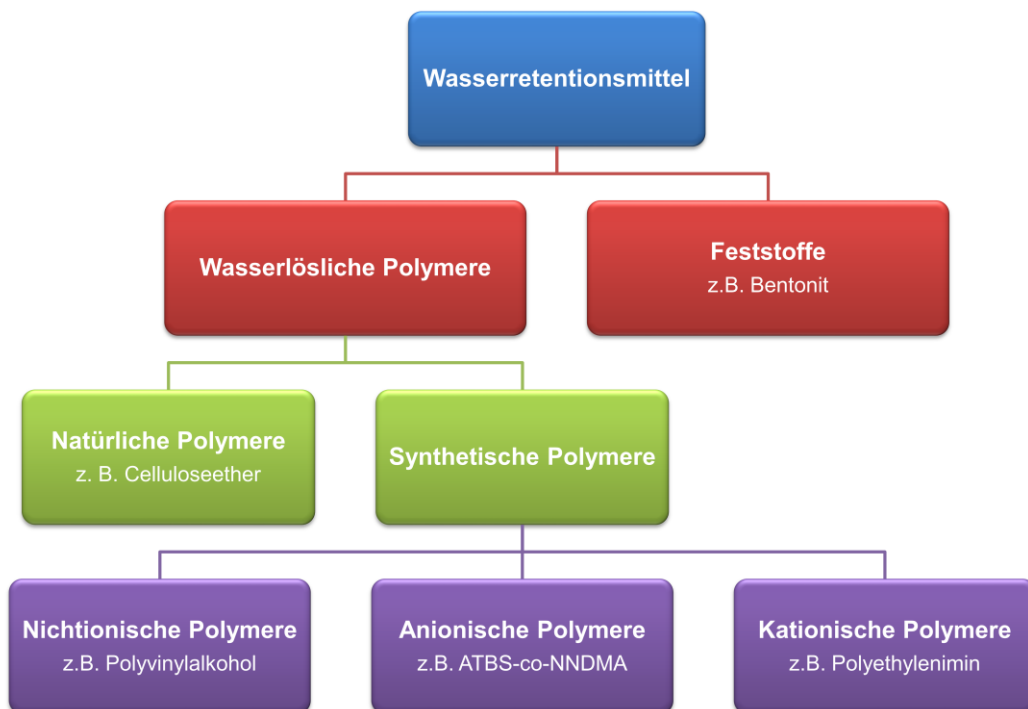 Wasserretentionsmittel
Wasserlösliche Polymere
Feststoffe
z.B. Bentonit
Natürliche Polymere
z. B. Celluloseether
Synthetische Polymere
Nichtionische Polymere
z.B. Polyvinylalkohol
Anionische Polymere
z.B. ATBS-co-NNDMA
Kationische Polymere
z.B. Polyethylenimin